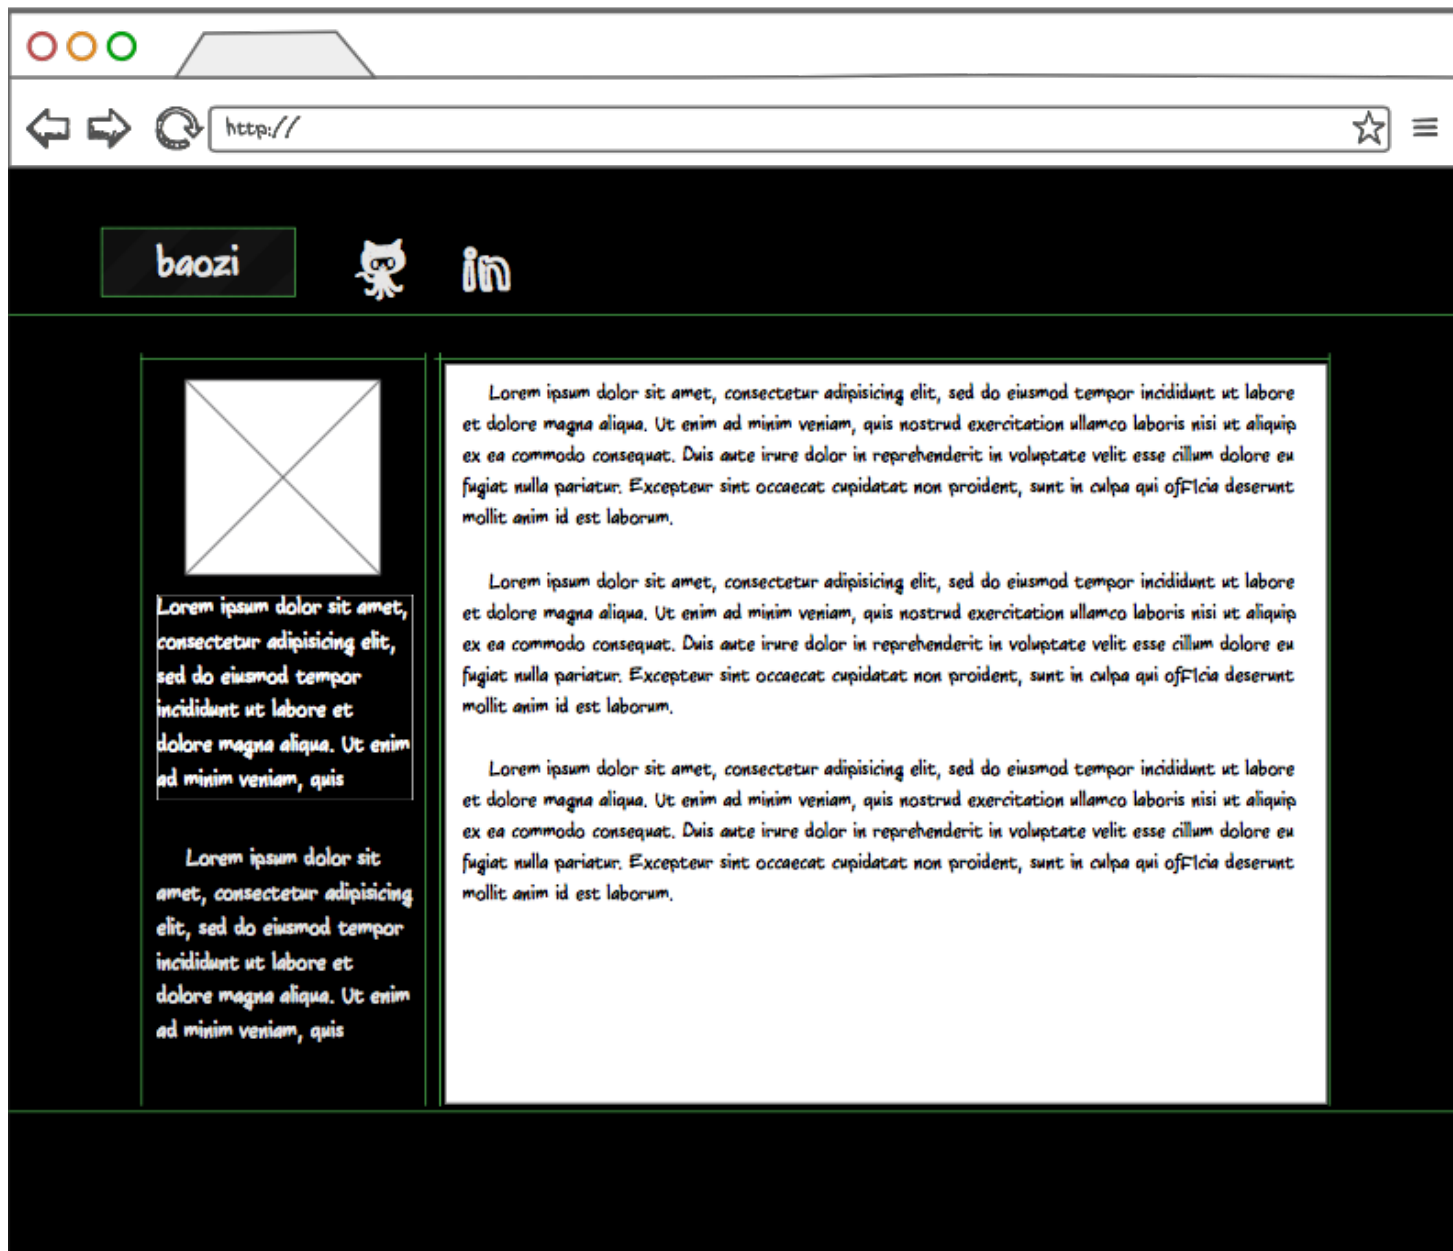 http://
baozi
in
Lorem ipsum dolor sit amet,
consectetur adipisicing elit,
sed do eiusmod tempor
incididunt ut labore et
dolore magna aliqua. Ut enim
ad minim veniam, quis
Lorem ipsum dolor sit
amet, consectetur adipisicing
elit, sed do eiusmod tempor
incididunt ut labore et
dolore magna aliqua. Ut enim
ad minim veniam, quis
Lorem ipsum dolor sit amet, consectetur adipisicing elit, sed do eiusmod tempor incididunt ut labore
et dolore magna aliqua. Ut enim ad minim veniam, quis nostrud exercitation ullamco laboris nisi ut aliquip
ex ea commodo consequat. Duis aute irure dolor in reprehenderit in voluptate velit esse cillum dolore eu
fugiat nulla pariatur. Excepteur sint occaecat cupidatat non proident, sunt in culpa qui officia deserunt
mollit anim id est laborum.
Lorem ipsum dolor sit amet, consectetur adipisicing elit, sed do eiusmod tempor incididunt ut labore
et dolore magna aliqua. Ut enim ad minim veniam, quis nostrud exercitation ullamco laboris nisi ut aliquip
ex ea commodo consequat. Duis aute irure dolor in reprehenderit in voluptate velit esse cillum dolore eu
fugiat nulla pariatur. Excepteur sint occaecat cupidatat non proident, sunt in culpa qui officia deserunt
mollit anim id est laborum.
Lorem ipsum dolor sit amet, consectetur adipisicing elit, sed do eiusmod tempor incididunt ut labore
et dolore magna aliqua. Ut enim ad minim veniam, quis nostrud exercitation ullamco laboris nisi ut aliquip
ex ea commodo consequat. Duis aute irure dolor in reprehenderit in voluptate velit esse cillum dolore eu
fugiat nulla pariatur. Excepteur sint occaecat cupidatat non proident, sunt in culpa qui officia deserunt
mollit anim id est laborum.